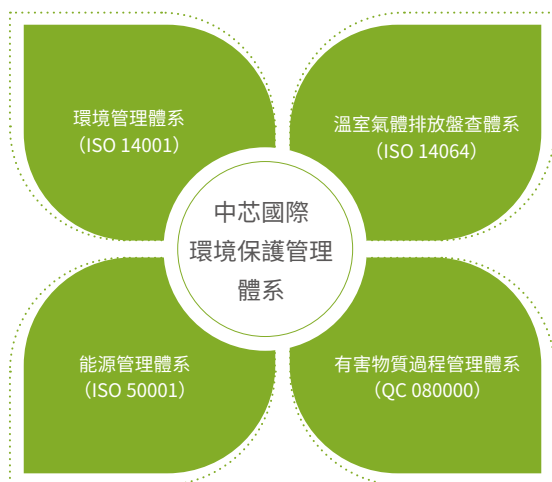 環境管理體系
（ISO 14001）
溫室氣體排放盤查體系
（ISO 14064）
中芯國際
環境保護管理
體系
能源管理體系
（ISO 50001）
有害物質過程管理體系
（QC 080000）